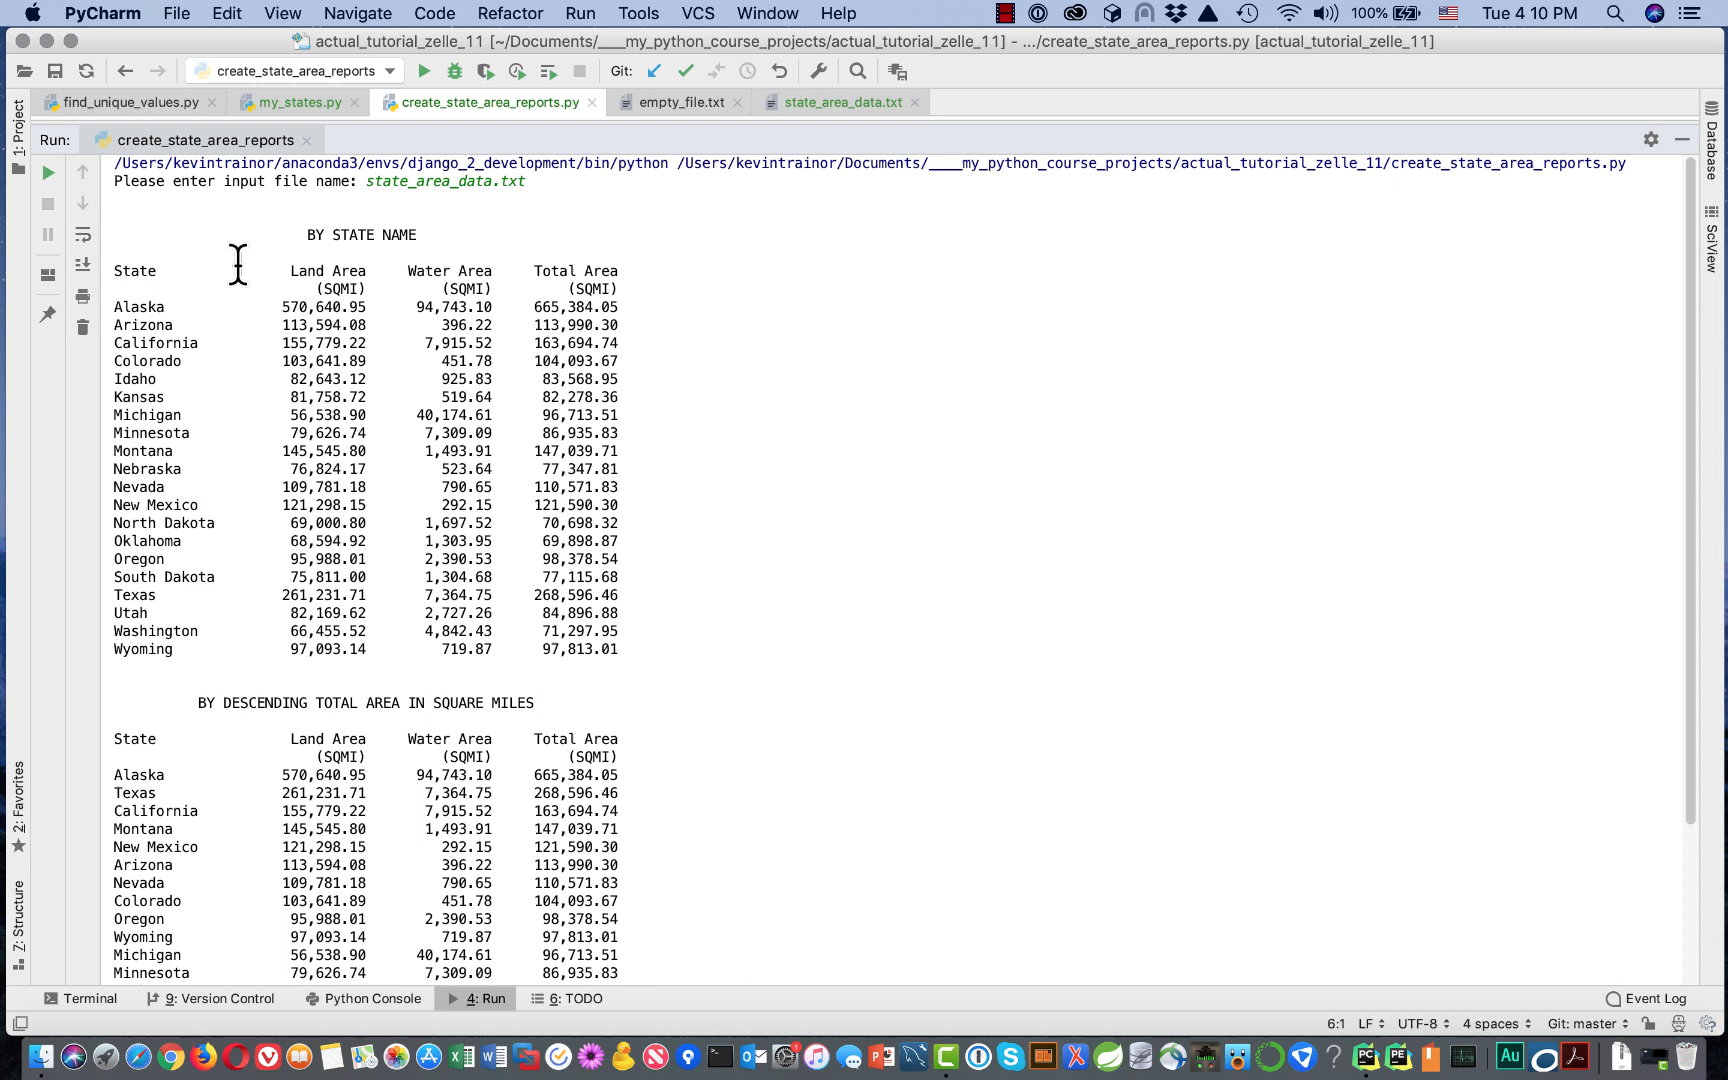 PyCharm File Edit View Navigate Code Refactor Run Tools VCS Window Help 100% Tue 4 10 PM
actual_tutorial_zelle_11 [~/Documents/____my_python_course_projects/actual_tutorial_zelle_11] - .../create_state_area_reports.py [actual_tutorial_zelle_11]
create_state_area_reports Git:
find_unique_values.py my_states.py create_state_area_reports.py empty_file.txt state_area_data.txt
1: Project
Database
SciView
2: Favorites
7: Structure
Run: create_state_area_reports
/Users/kevintrainor/anaconda3/envs/django_2_development/bin/python /Users/kevintrainor/Documents/____my_python_course_projects/actual_tutorial_zelle_11/create_state_area_reports.py
Please enter input file name: state_area_data.txt
BY STATE NAME
State Land Area Water Area Total Area
(SQMI) (SQMI) (SQMI)
Alaska 570,640.95 94,743.10 665,384.05
Arizona 113,594.08 396.22 113,990.30
California 155,779.22 7,915.52 163,694.74
Colorado 103,641.89 451.78 104,093.67
Idaho 82,643.12 925.83 83,568.95
Kansas 81,758.72 519.64 82,278.36
Michigan 56,538.90 40,174.61 96,713.51
Minnesota 79,626.74 7,309.09 86,935.83
Montana 145,545.80 1,493.91 147,039.71
Nebraska 76,824.17 523.64 77,347.81
Nevada 109,781.18 790.65 110,571.83
New Mexico 121,298.15 292.15 121,590.30
North Dakota 69,000.80 1,697.52 70,698.32
Oklahoma 68,594.92 1,303.95 69,898.87
Oregon 95,988.01 2,390.53 98,378.54
South Dakota 75,811.00 1,304.68 77,115.68
Texas 261,231.71 7,364.75 268,596.46
Utah 82,169.62 2,727.26 84,896.88
Washington 66,455.52 4,842.43 71,297.95
Wyoming 97,093.14 719.87 97,813.01
BY DESCENDING TOTAL AREA IN SQUARE MILES
State Land Area Water Area Total Area
(SQMI) (SQMI) (SQMI)
Alaska 570,640.95 94,743.10 665,384.05
Texas 261,231.71 7,364.75 268,596.46
California 155,779.22 7,915.52 163,694.74
Montana 145,545.80 1,493.91 147,039.71
New Mexico 121,298.15 292.15 121,590.30
Arizona 113,594.08 396.22 113,990.30
Nevada 109,781.18 790.65 110,571.83
Colorado 103,641.89 451.78 104,093.67
Oregon 95,988.01 2,390.53 98,378.54
Wyoming 97,093.14 719.87 97,813.01
Michigan 56,538.90 40,174.61 96,713.51
Minnesota 79,626.74 7,309.09 86,935.83
Terminal 9: Version Control Python Console 4: Run 6: TODO Event Log
6:1 LF UTF-8 4 spaces Git: master